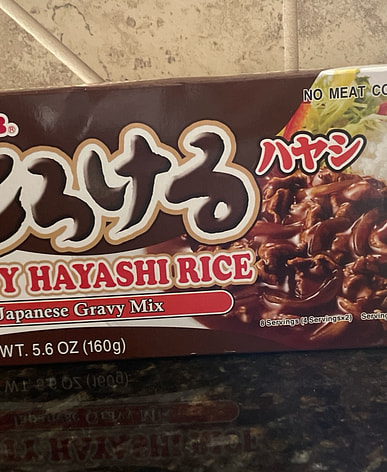 NO MEAT CO
B®
とろける
ハヤシ
Y HAYASHI RICE
Japanese Gravy Mix
8 Servings (4 Servings×2)
WT. 5.6 OZ (160g)